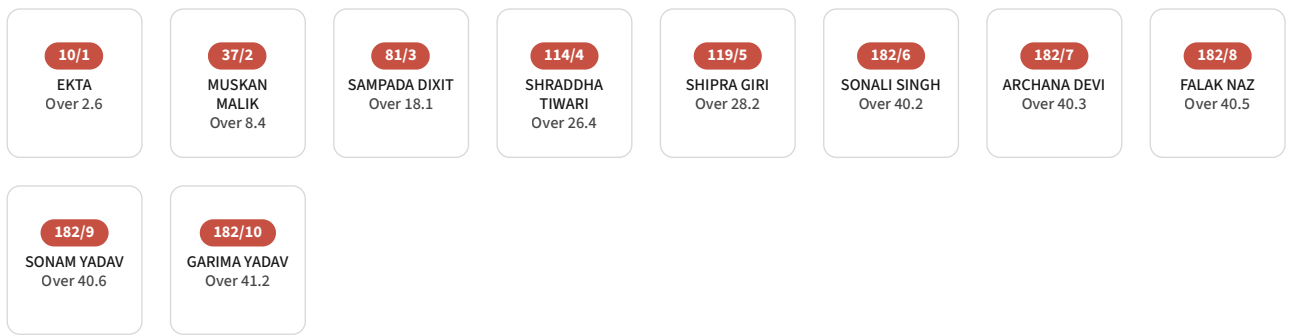 10/1
EKTA
Over 2.6
37/2
MUSKAN
MALIK
Over 8.4
81/3
SAMPADA DIXIT
Over 18.1
114/4
SHRADDHA
TIWARI
Over 26.4
119/5
SHIPRA GIRI
Over 28.2
182/6
SONALI SINGH
Over 40.2
182/7
ARCHANA DEVI
Over 40.3
182/8
FALAK NAZ
Over 40.5
182/9
SONAM YADAV
Over 40.6
182/10
GARIMA YADAV
Over 41.2